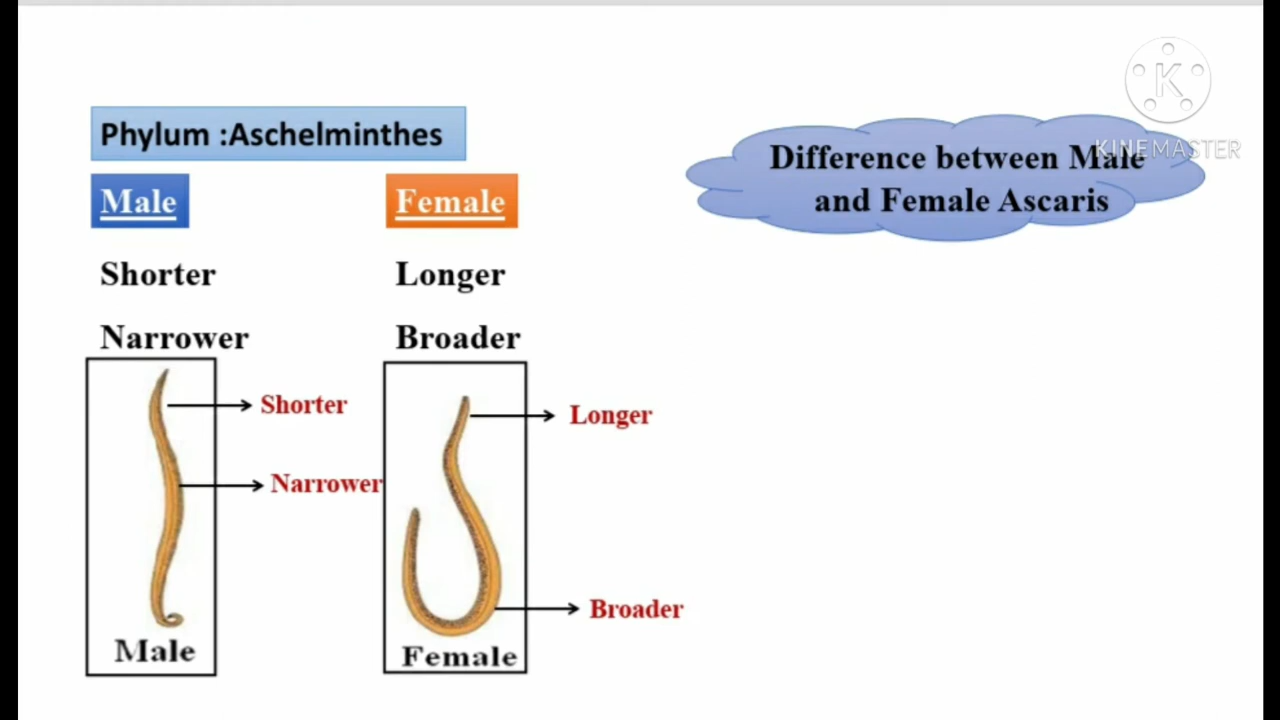 K
KINEMASTER
Phylum :Aschelminthes
Difference between Male
and Female Ascaris
Male
Female
Shorter
Longer
Narrower
Broader
Shorter
Narrower
Male
Longer
Broader
Female